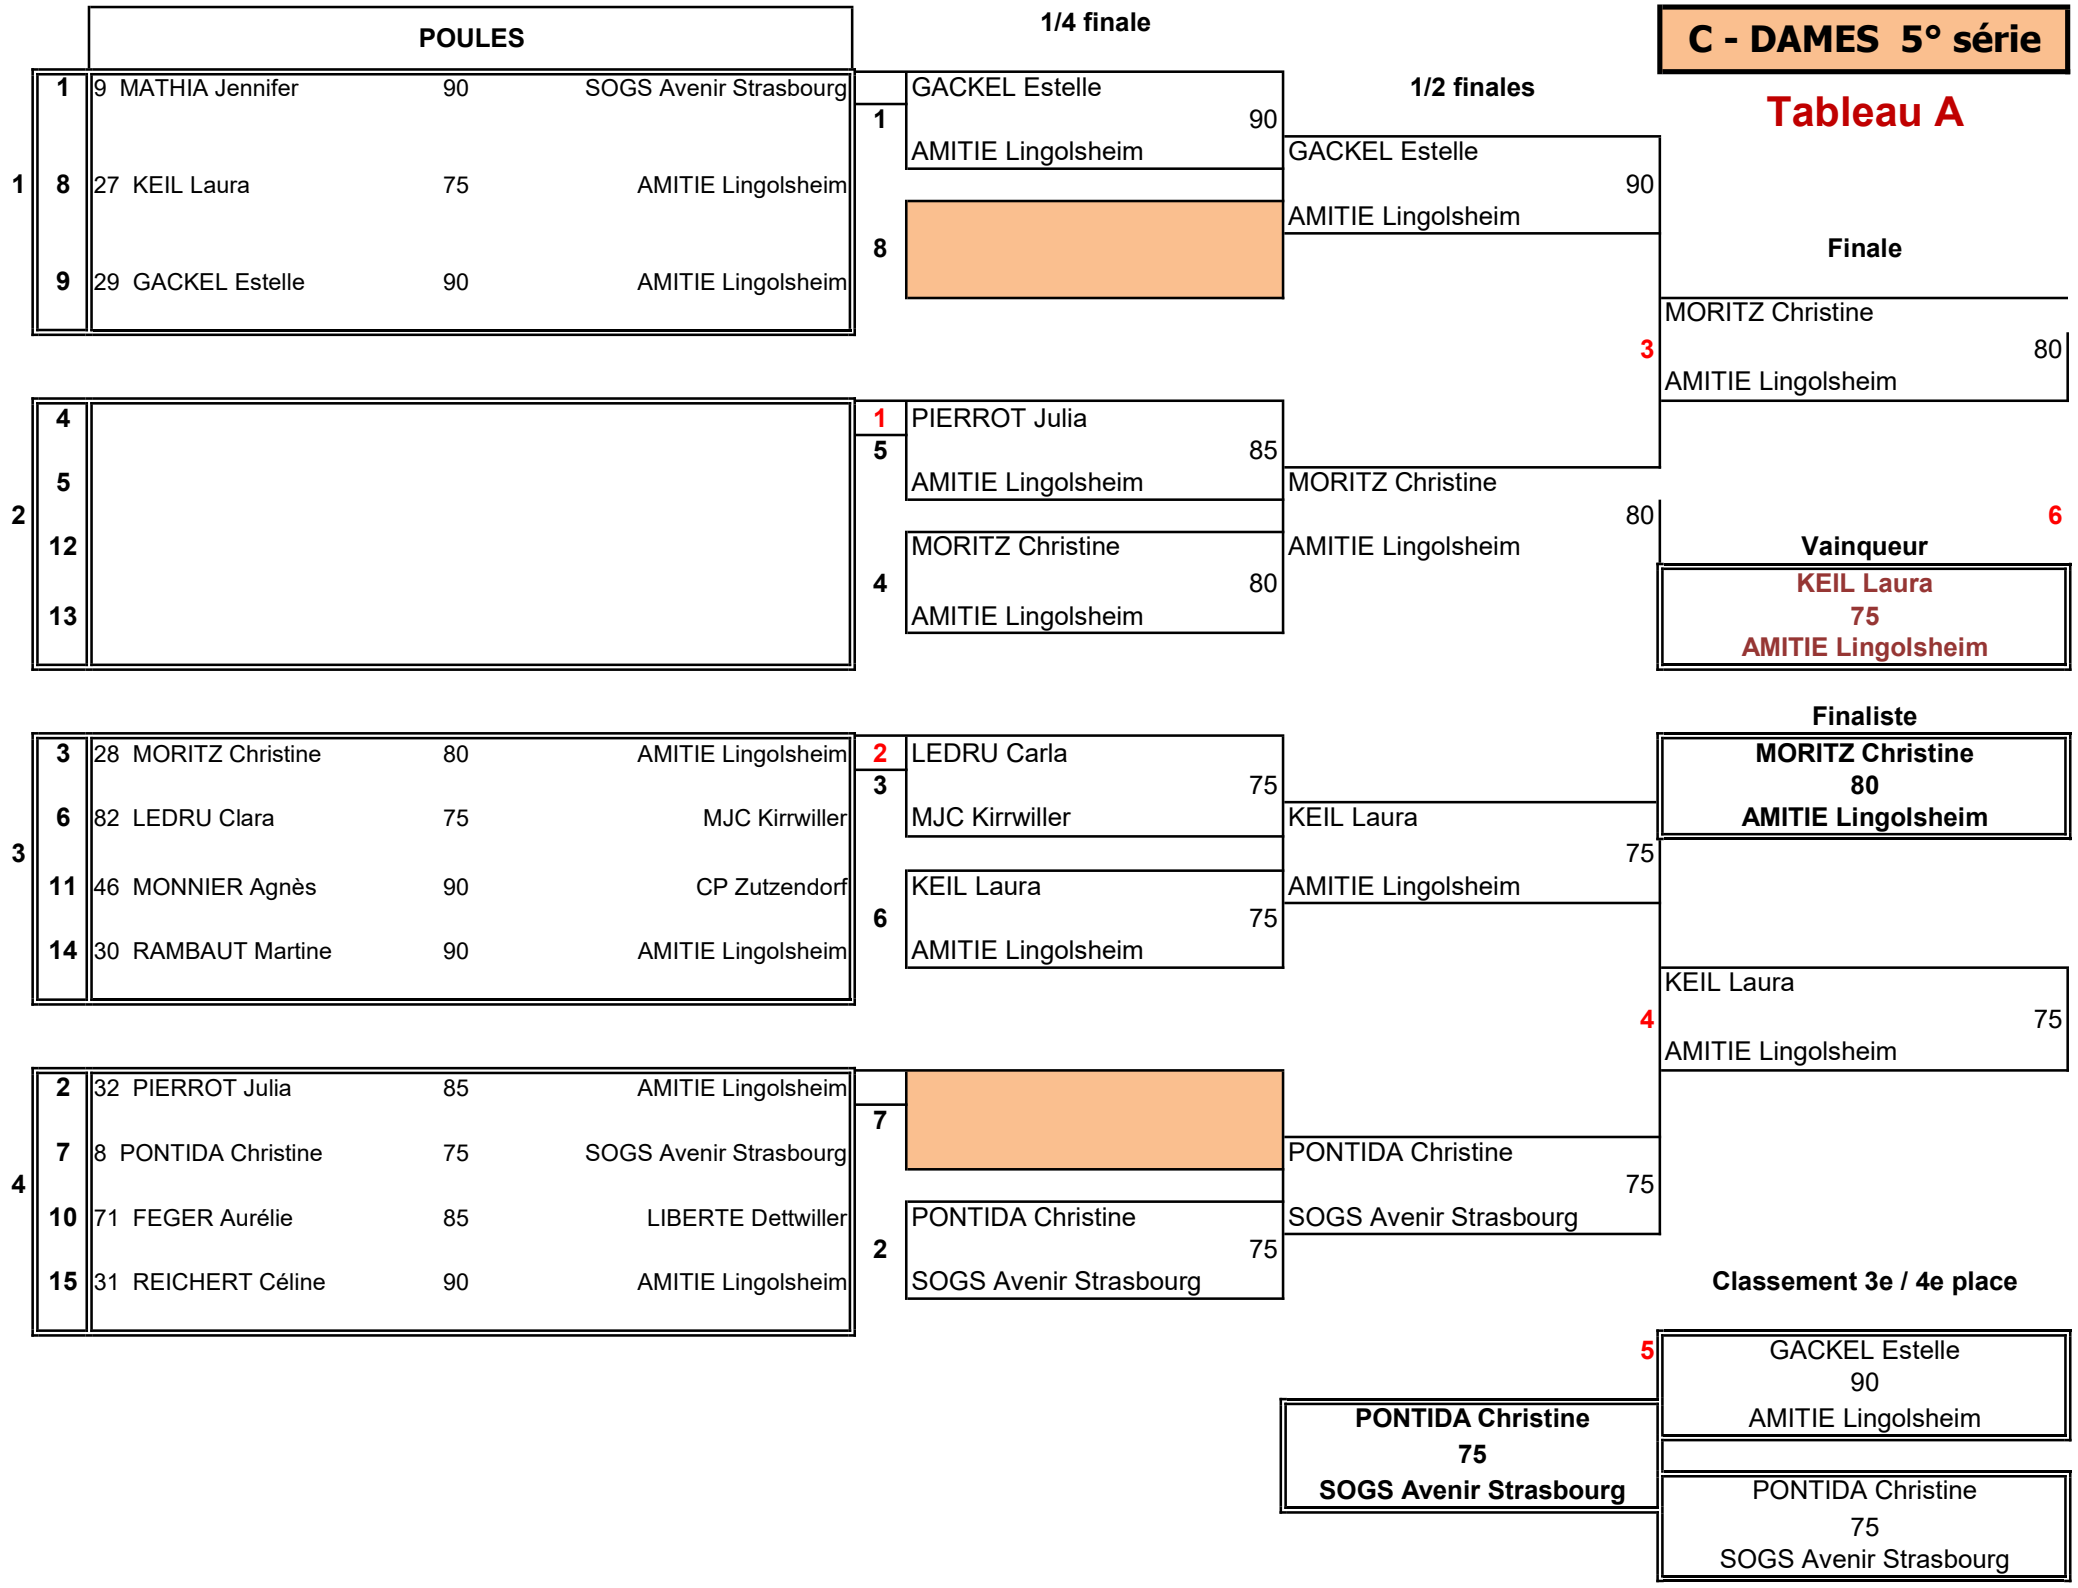 POULES
1/4 finale
C - DAMES 5° série
1/2 finales
Tableau A
1
1 9 MATHIA Jennifer 90 SOGS Avenir Strasbourg
8 27 KEIL Laura 75 AMITIE Lingolsheim
9 29 GACKEL Estelle 90 AMITIE Lingolsheim
2
4
5
12
13
3
3 28 MORITZ Christine 80 AMITIE Lingolsheim
6 82 LEDRU Clara 75 MJC Kirrwiller
11 46 MONNIER Agnès 90 CP Zutzendorf
14 30 RAMBAUT Martine 90 AMITIE Lingolsheim
4
2 32 PIERROT Julia 85 AMITIE Lingolsheim
7 8 PONTIDA Christine 75 SOGS Avenir Strasbourg
10 71 FEGER Aurélie 85 LIBERTE Dettwiller
15 31 REICHERT Céline 90 AMITIE Lingolsheim
GACKEL Estelle
1 90
AMITIE Lingolsheim
8
1 PIERROT Julia
5 85
AMITIE Lingolsheim
MORITZ Christine
4 80
AMITIE Lingolsheim
2 LEDRU Carla
3 75
MJC Kirrwiller
KEIL Laura
6 75
AMITIE Lingolsheim
7
PONTIDA Christine
2 75
SOGS Avenir Strasbourg
GACKEL Estelle
90
AMITIE Lingolsheim
3
MORITZ Christine
80
AMITIE Lingolsheim
KEIL Laura
75
AMITIE Lingolsheim
4
PONTIDA Christine
75
SOGS Avenir Strasbourg
Finale
MORITZ Christine
80
AMITIE Lingolsheim
6
Vainqueur
KEIL Laura
75
AMITIE Lingolsheim
Finaliste
MORITZ Christine
80
AMITIE Lingolsheim
KEIL Laura
75
AMITIE Lingolsheim
Classement 3e / 4e place
5
GACKEL Estelle
90
AMITIE Lingolsheim
PONTIDA Christine
75
SOGS Avenir Strasbourg
PONTIDA Christine
75
SOGS Avenir Strasbourg